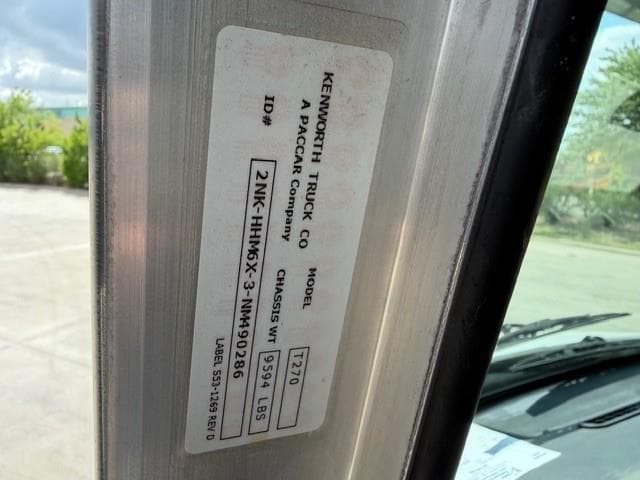 KENWORTH TRUCK CO MODEL T270
A PACCAR Company CHASSIS WT 9594 LBS
ID# 2NK-HHM6X-3-NM490286
LABEL S53-1269 REV D